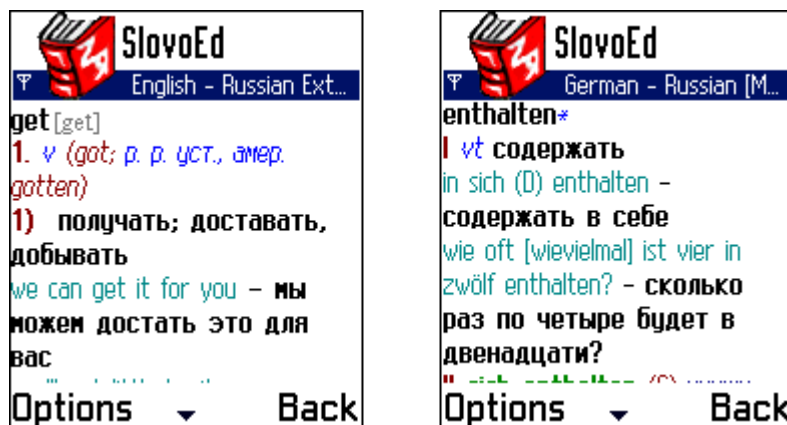 SlovoEd
English - Russian Ext...
get [get]
1. v (got; p. p. уст., амер.
gotten)
1) получать; доставать,
добывать
we can get it for you – мы
можем достать это для
вас
Options Back
SlovoEd
German - Russian [M...
enthalten*
I vt содержать
in sich (D) enthalten –
содержать в себе
wie oft [wievielmal] ist vier in
zwölf enthalten? – сколько
раз по четыре будет в
двенадцати?
Options Back